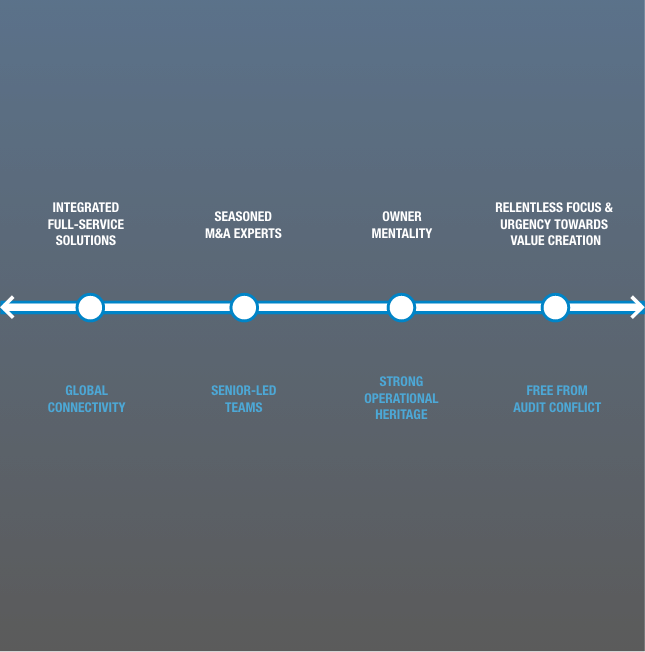 INTEGRATED
FULL-SERVICE
SOLUTIONS
SEASONED
M&A EXPERTS
OWNER
MENTALITY
RELENTLESS FOCUS &
URGENCY TOWARDS
VALUE CREATION
GLOBAL
CONNECTIVITY
SENIOR-LED
TEAMS
STRONG
OPERATIONAL
HERITAGE
FREE FROM
AUDIT CONFLICT